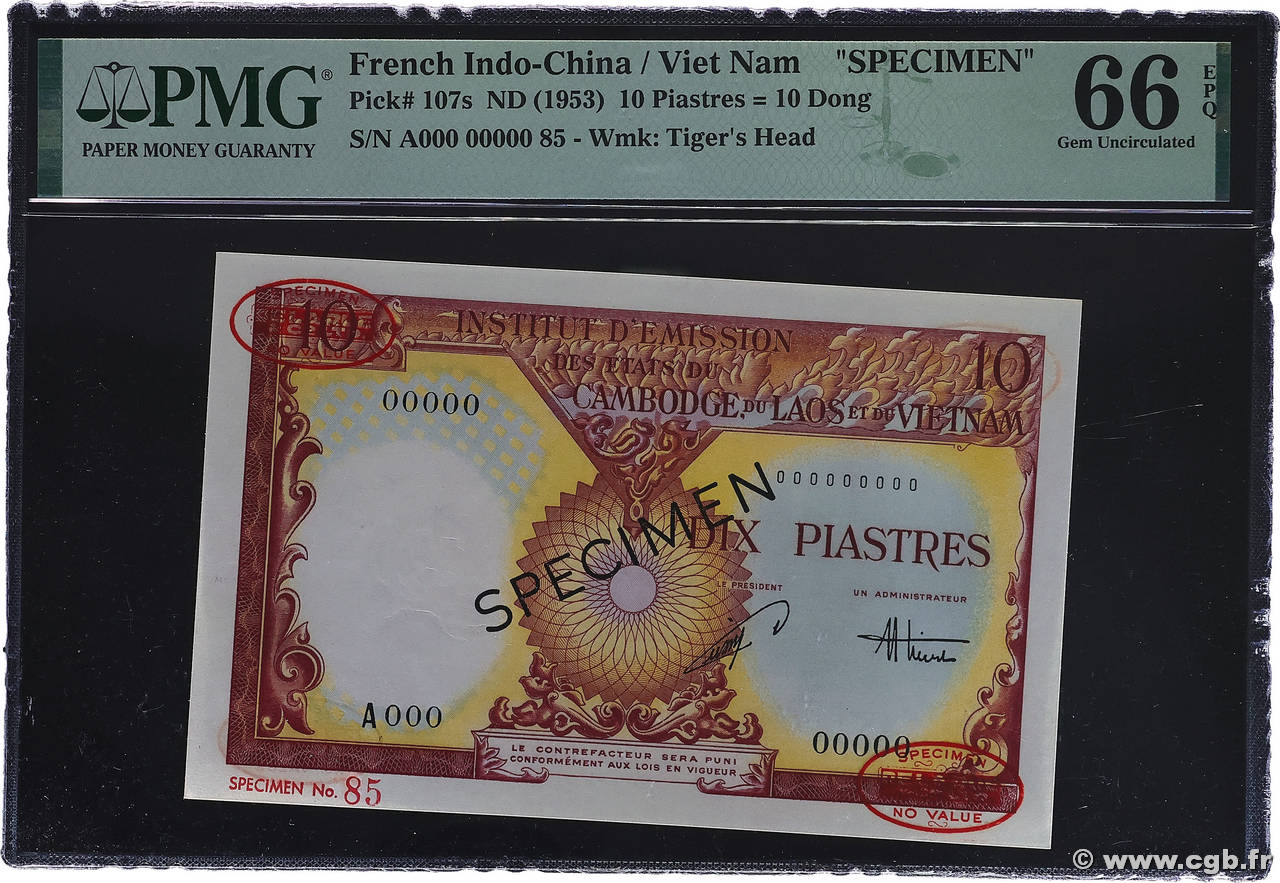 PMG®
PAPER MONEY GUARANTY
French Indo-China / Viet Nam "SPECIMEN"
Pick# 107s ND (1953) 10 Piastres = 10 Dong
S/N A000 00000 85 - Wmk: Tiger's Head
66 EPQ
Gem Uncirculated
SPECIMEN
10
NO VALUE
INSTITUT D'EMISSION
DES ETATS DU
CAMBODGE, DU LAOS ET DU VIETNAM
10
00000
000000000
SPECIMEN
DIX PIASTRES
LE PRÉSIDENT
UN ADMINISTRATEUR
A000
00000
LE CONTREFACTEUR SERA PUNI
CONFORMÉMENT AUX LOIS EN VIGUEUR
SPECIMEN No. 85
SPECIMEN
NO VALUE
© www.cgb.fr